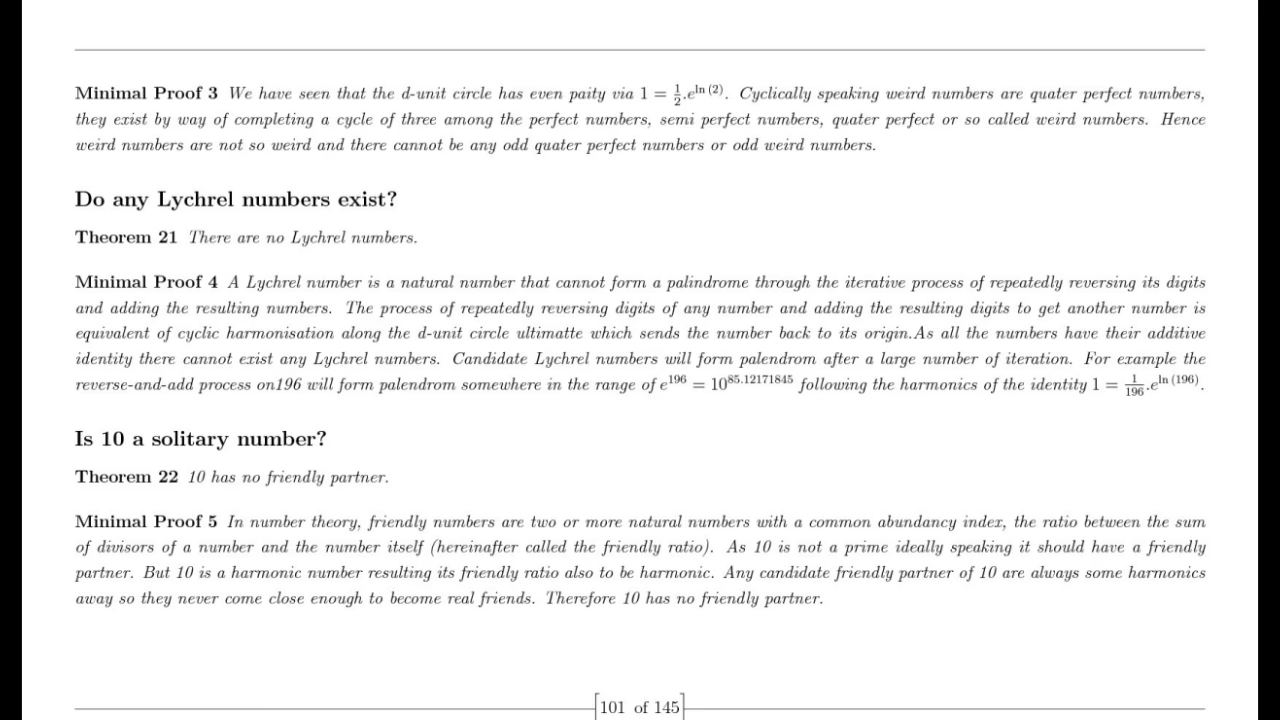 Minimal Proof 3 We have seen that the d-unit circle has even paity via 1 = 1/2.e^ln (2). Cyclically speaking weird numbers are quater perfect numbers,
they exist by way of completing a cycle of three among the perfect numbers, semi perfect numbers, quater perfect or so called weird numbers. Hence
weird numbers are not so weird and there cannot be any odd quater perfect numbers or odd weird numbers.
Do any Lychrel numbers exist?
Theorem 21 There are no Lychrel numbers.
Minimal Proof 4 A Lychrel number is a natural number that cannot form a palindrome through the iterative process of repeatedly reversing its digits
and adding the resulting numbers. The process of repeatedly reversing digits of any number and adding the resulting digits to get another number is
equivalent of cyclic harmonisation along the d-unit circle ultimatte which sends the number back to its origin.As all the numbers have their additive
identity there cannot exist any Lychrel numbers. Candidate Lychrel numbers will form palendrom after a large number of iteration. For example the
reverse-and-add process on196 will form palendrom somewhere in the range of e^196 = 10^85.12171845 following the harmonics of the identity 1 = 1/196.e^ln (196).
Is 10 a solitary number?
Theorem 22 10 has no friendly partner.
Minimal Proof 5 In number theory, friendly numbers are two or more natural numbers with a common abundancy index, the ratio between the sum
of divisors of a number and the number itself (hereinafter called the friendly ratio). As 10 is not a prime ideally speaking it should have a friendly
partner. But 10 is a harmonic number resulting its friendly ratio also to be harmonic. Any candidate friendly partner of 10 are always some harmonics
away so they never come close enough to become real friends. Therefore 10 has no friendly partner.
[101 of 145]